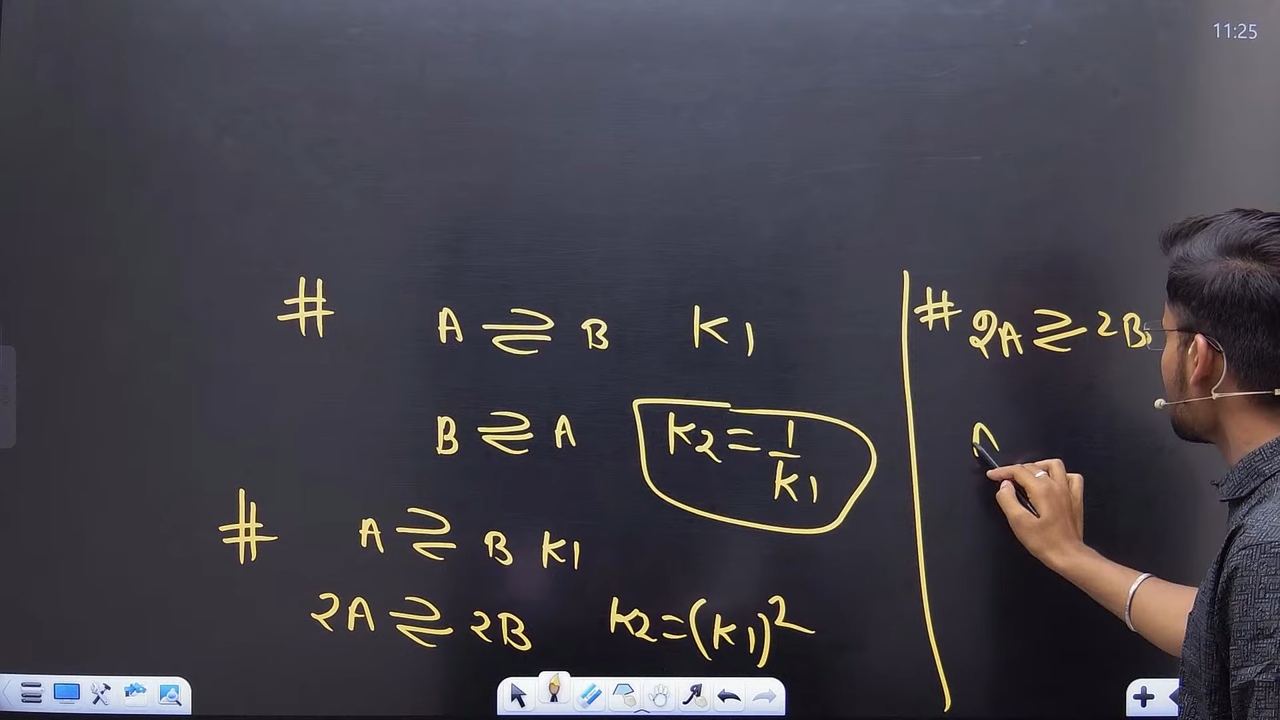 11:25
# A ⇌ B K1
B ⇌ A K2 = 1/K1
# A ⇌ B K1
2A ⇌ 2B K2 = (K1)2
# 2A ⇌ 2B